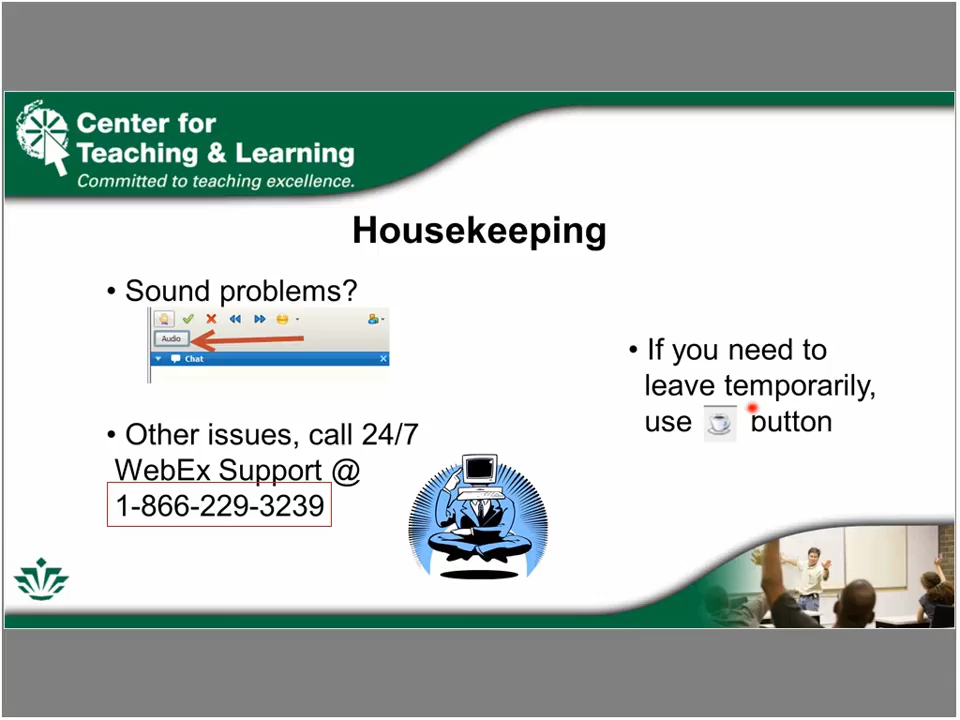 Center for
Teaching & Learning
Committed to teaching excellence.
Housekeeping
• Sound problems?
Audio
Chat
• Other issues, call 24/7
WebEx Support @
1-866-229-3239
• If you need to
leave temporarily,
use button